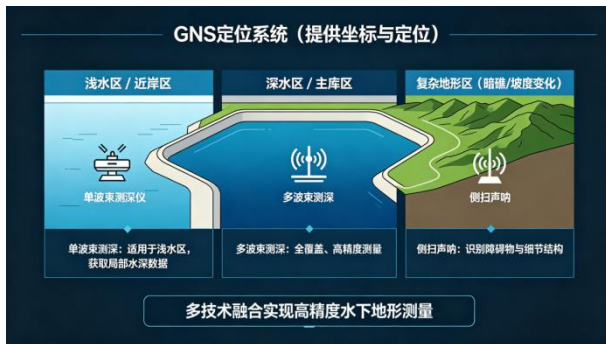 GNS定位系统（提供坐标与定位）
浅水区 / 近岸区
深水区 / 主库区
复杂地形区（暗礁/坡度变化）
单波束测深仪
多波束测深
侧扫声呐
单波束测深：适用于浅水区，
获取局部水深数据
多波束测深：全覆盖、高精度测量
侧扫声呐：识别障碍物与细节结构
多技术融合实现高精度水下地形测量